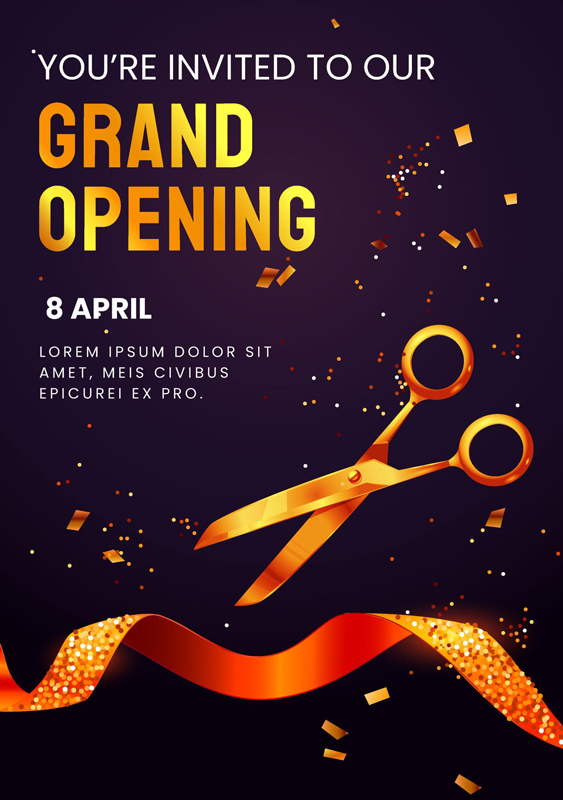 YOU’RE INVITED TO OUR
GRAND
OPENING
8 APRIL
LOREM IPSUM DOLOR SIT
AMET, MEIS CIVIBUS
EPICUREI EX PRO.